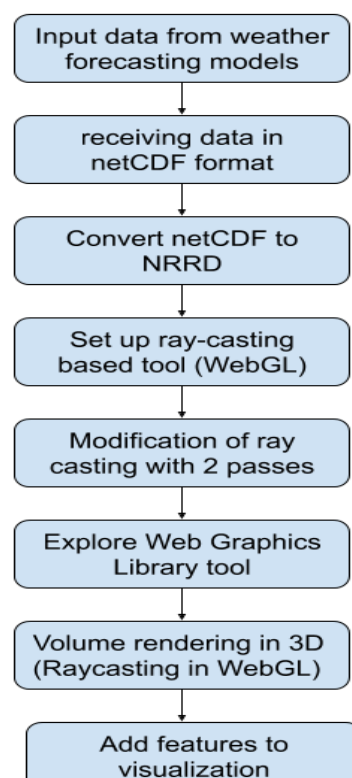 Input data from weather
forecasting models
receiving data in
netCDF format
Convert netCDF to
NRRD
Set up ray-casting
based tool (WebGL)
Modification of ray
casting with 2 passes
Explore Web Graphics
Library tool
Volume rendering in 3D
(Raycasting in WebGL)
Add features to
visualization